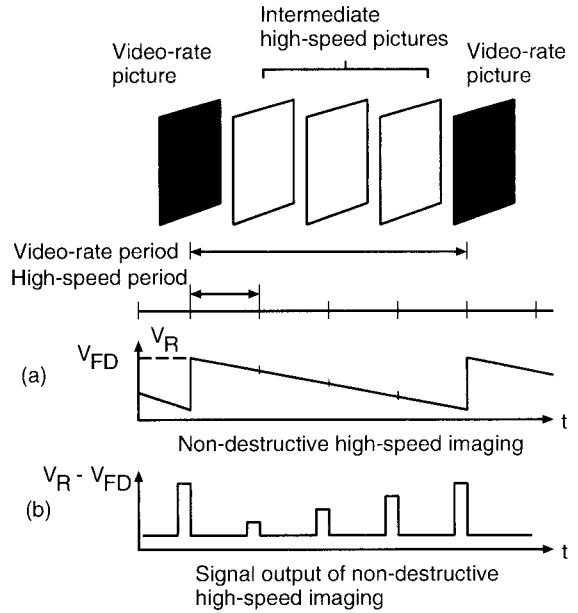 Intermediate
high-speed pictures
Video-rate
picture
Video-rate
picture
Video-rate period
High-speed period
V_R
V_FD
(a)
t
Non-destructive high-speed imaging
V_R - V_FD
(b)
t
Signal output of non-destructive
high-speed imaging